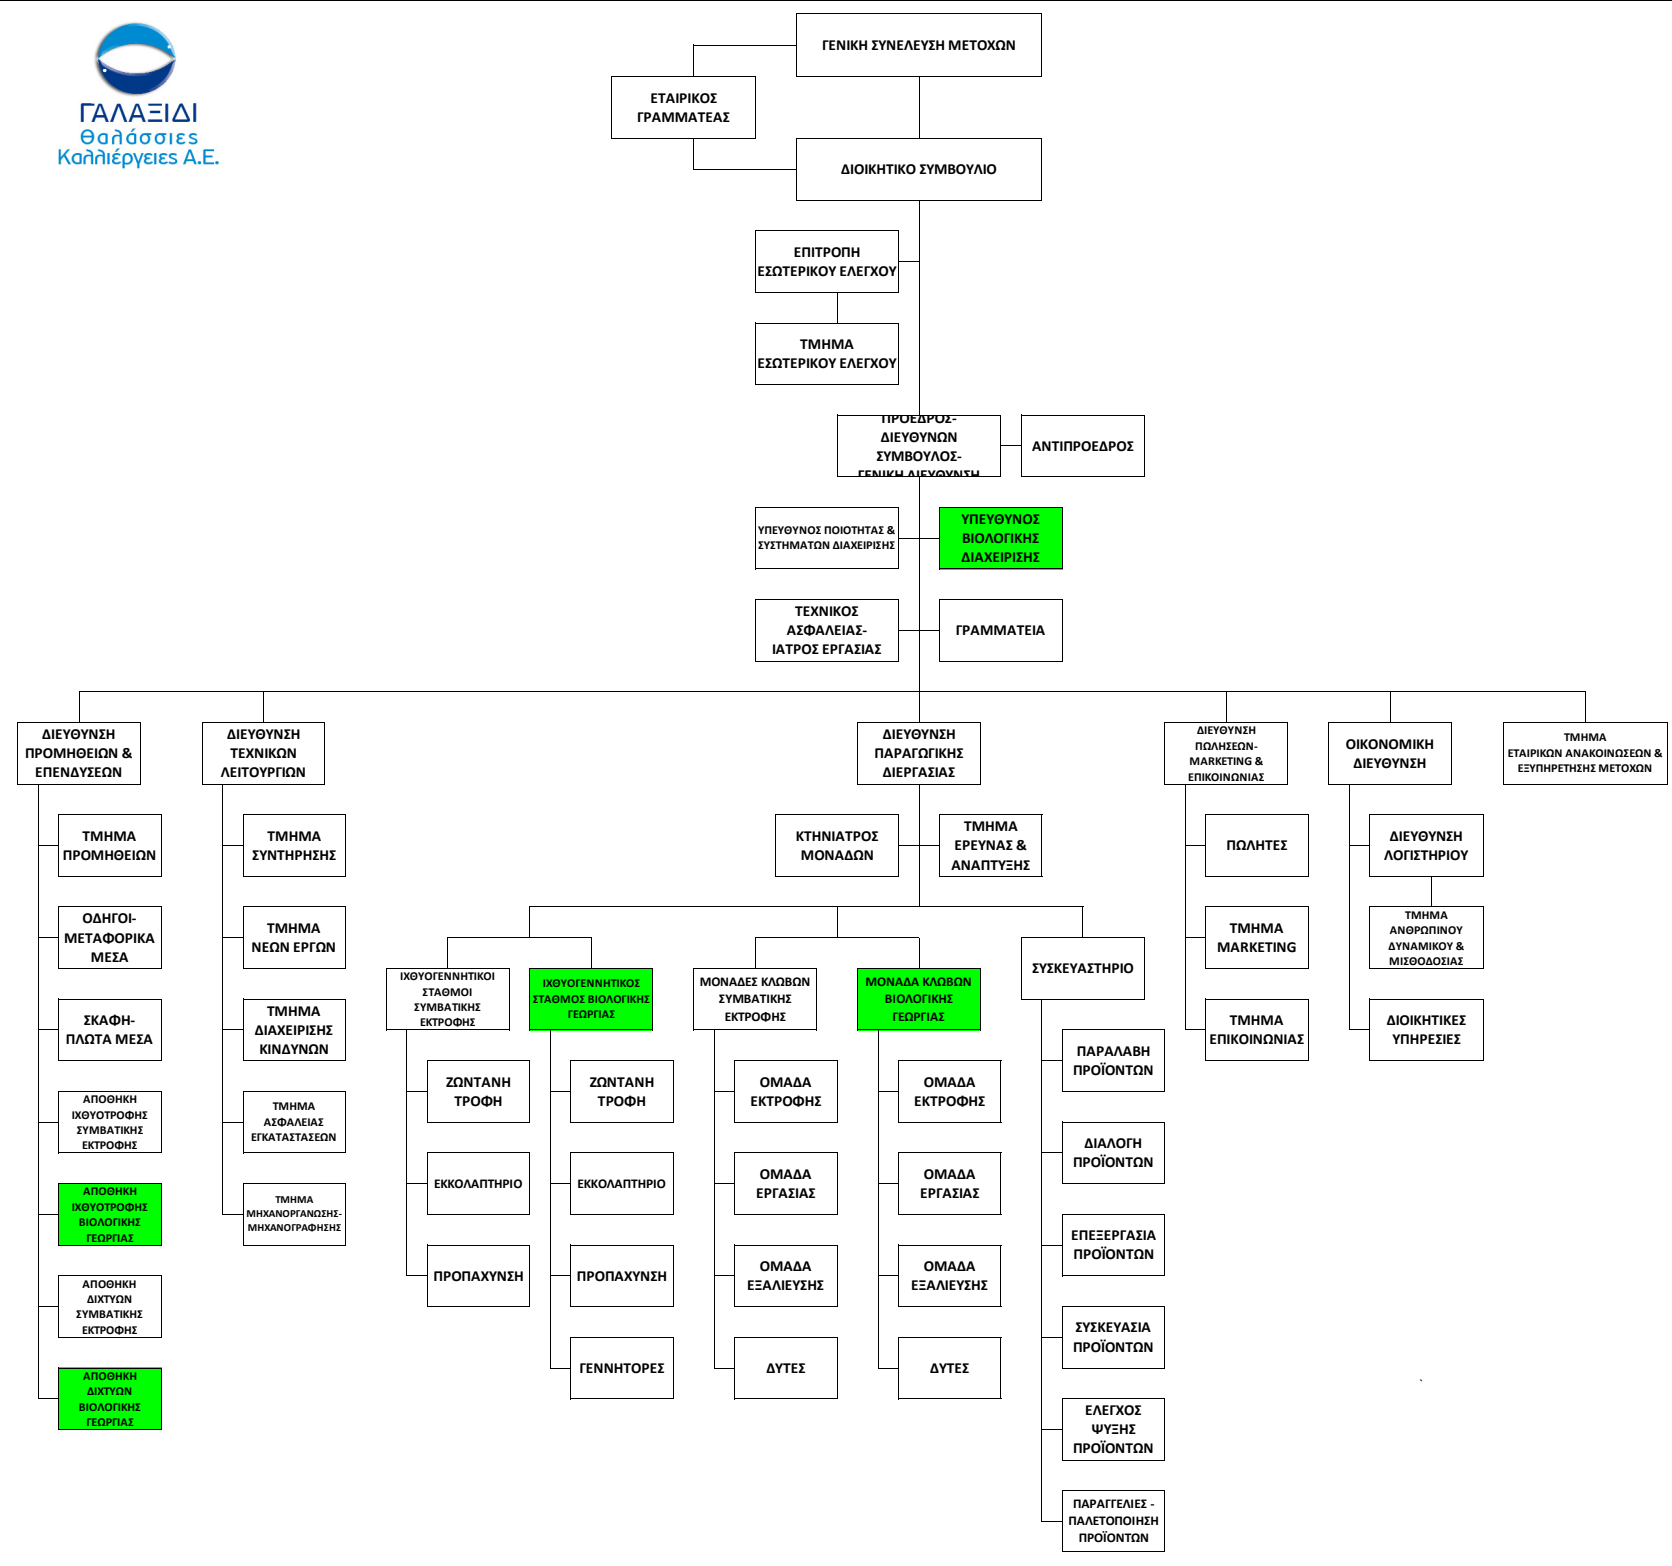 ΓΑΛΑΞΙΔΙ
Θαλάσσιες
Καλλιέργειες Α.Ε.
ΓΕΝΙΚΗ ΣΥΝΕΛΕΥΣΗ ΜΕΤΟΧΩΝ
ΕΤΑΙΡΙΚΟΣ
ΓΡΑΜΜΑΤΕΑΣ
ΔΙΟΙΚΗΤΙΚΟ ΣΥΜΒΟΥΛΙΟ
ΕΠΙΤΡΟΠΗ
ΕΣΩΤΕΡΙΚΟΥ ΕΛΕΓΧΟΥ
ΤΜΗΜΑ
ΕΣΩΤΕΡΙΚΟΥ ΕΛΕΓΧΟΥ
ΠΡΟΕΔΡΟΣ-
ΔΙΕΥΘΥΝΩΝ
ΣΥΜΒΟΥΛΟΣ-
ΓΕΝΙΚΗ ΔΙΕΥΘΥΝΣΗ
ΑΝΤΙΠΡΟΕΔΡΟΣ
ΥΠΕΥΘΥΝΟΣ ΠΟΙΟΤΗΤΑΣ &
ΣΥΣΤΗΜΑΤΩΝ ΔΙΑΧΕΙΡΙΣΗΣ
ΥΠΕΥΘΥΝΟΣ
ΒΙΟΛΟΓΙΚΗΣ
ΔΙΑΧΕΙΡΙΣΗΣ
ΤΕΧΝΙΚΟΣ
ΑΣΦΑΛΕΙΑΣ-
ΙΑΤΡΟΣ ΕΡΓΑΣΙΑΣ
ΓΡΑΜΜΑΤΕΙΑ
ΔΙΕΥΘΥΝΣΗ
ΠΡΟΜΗΘΕΙΩΝ &
ΕΠΕΝΔΥΣΕΩΝ
ΔΙΕΥΘΥΝΣΗ
ΤΕΧΝΙΚΩΝ
ΛΕΙΤΟΥΡΓΙΩΝ
ΔΙΕΥΘΥΝΣΗ
ΠΑΡΑΓΩΓΙΚΗΣ
ΔΙΕΡΓΑΣΙΑΣ
ΔΙΕΥΘΥΝΣΗ
ΠΩΛΗΣΕΩΝ-
MARKETING &
ΕΠΙΚΟΙΝΩΝΙΑΣ
ΟΙΚΟΝΟΜΙΚΗ
ΔΙΕΥΘΥΝΣΗ
ΤΜΗΜΑ
ΕΤΑΙΡΙΚΩΝ ΑΝΑΚΟΙΝΩΣΕΩΝ &
ΕΞΥΠΗΡΕΤΗΣΗΣ ΜΕΤΟΧΩΝ
ΤΜΗΜΑ
ΠΡΟΜΗΘΕΙΩΝ
ΟΔΗΓΟΙ-
ΜΕΤΑΦΟΡΙΚΑ
ΜΕΣΑ
ΣΚΑΦΗ-
ΠΛΩΤΑ ΜΕΣΑ
ΑΠΟΘΗΚΗ
ΙΧΘΥΟΤΡΟΦΗΣ
ΣΥΜΒΑΤΙΚΗΣ
ΕΚΤΡΟΦΗΣ
ΑΠΟΘΗΚΗ
ΙΧΘΥΟΤΡΟΦΗΣ
ΒΙΟΛΟΓΙΚΗΣ
ΓΕΩΡΓΙΑΣ
ΑΠΟΘΗΚΗ
ΔΙΧΤΥΩΝ
ΣΥΜΒΑΤΙΚΗΣ
ΕΚΤΡΟΦΗΣ
ΑΠΟΘΗΚΗ
ΔΙΧΤΥΩΝ
ΒΙΟΛΟΓΙΚΗΣ
ΓΕΩΡΓΙΑΣ
ΤΜΗΜΑ
ΣΥΝΤΗΡΗΣΗΣ
ΤΜΗΜΑ
ΝΕΩΝ ΕΡΓΩΝ
ΤΜΗΜΑ
ΔΙΑΧΕΙΡΙΣΗΣ
ΚΙΝΔΥΝΩΝ
ΤΜΗΜΑ
ΑΣΦΑΛΕΙΑΣ
ΕΓΚΑΤΑΣΤΑΣΕΩΝ
ΤΜΗΜΑ
ΜΗΧΑΝΟΡΓΑΝΩΣΗΣ-
ΜΗΧΑΝΟΓΡΑΦΗΣΗΣ
ΚΤΗΝΙΑΤΡΟΣ
ΜΟΝΑΔΩΝ
ΤΜΗΜΑ
ΕΡΕΥΝΑΣ &
ΑΝΑΠΤΥΞΗΣ
ΙΧΘΥΟΓΕΝΝΗΤΙΚΟΙ
ΣΤΑΘΜΟΙ
ΣΥΜΒΑΤΙΚΗΣ
ΕΚΤΡΟΦΗΣ
ΖΩΝΤΑΝΗ
ΤΡΟΦΗ
ΕΚΚΟΛΑΠΤΗΡΙΟ
ΠΡΟΠΑΧΥΝΣΗ
ΙΧΘΥΟΓΕΝΝΗΤΙΚΟΣ
ΣΤΑΘΜΟΣ ΒΙΟΛΟΓΙΚΗΣ
ΓΕΩΡΓΙΑΣ
ΖΩΝΤΑΝΗ
ΤΡΟΦΗ
ΕΚΚΟΛΑΠΤΗΡΙΟ
ΠΡΟΠΑΧΥΝΣΗ
ΓΕΝΝΗΤΟΡΕΣ
ΜΟΝΑΔΕΣ ΚΛΩΒΩΝ
ΣΥΜΒΑΤΙΚΗΣ
ΕΚΤΡΟΦΗΣ
ΟΜΑΔΑ
ΕΚΤΡΟΦΗΣ
ΟΜΑΔΑ
ΕΡΓΑΣΙΑΣ
ΟΜΑΔΑ
ΕΞΑΛΙΕΥΣΗΣ
ΔΥΤΕΣ
ΜΟΝΑΔΑ ΚΛΩΒΩΝ
ΒΙΟΛΟΓΙΚΗΣ
ΓΕΩΡΓΙΑΣ
ΟΜΑΔΑ
ΕΚΤΡΟΦΗΣ
ΟΜΑΔΑ
ΕΡΓΑΣΙΑΣ
ΟΜΑΔΑ
ΕΞΑΛΙΕΥΣΗΣ
ΔΥΤΕΣ
ΣΥΣΚΕΥΑΣΤΗΡΙΟ
ΠΑΡΑΛΑΒΗ
ΠΡΟΪΟΝΤΩΝ
ΔΙΑΛΟΓΗ
ΠΡΟΪΟΝΤΩΝ
ΕΠΕΞΕΡΓΑΣΙΑ
ΠΡΟΪΟΝΤΩΝ
ΣΥΣΚΕΥΑΣΙΑ
ΠΡΟΪΟΝΤΩΝ
ΕΛΕΓΧΟΣ
ΨΥΞΗΣ
ΠΡΟΪΟΝΤΩΝ
ΠΑΡΑΓΓΕΛΙΕΣ -
ΠΑΛΕΤΟΠΟΙΗΣΗ
ΠΡΟΪΟΝΤΩΝ
ΠΩΛΗΤΕΣ
ΤΜΗΜΑ
MARKETING
ΤΜΗΜΑ
ΕΠΙΚΟΙΝΩΝΙΑΣ
ΔΙΕΥΘΥΝΣΗ
ΛΟΓΙΣΤΗΡΙΟΥ
ΤΜΗΜΑ
ΑΝΘΡΩΠΙΝΟΥ
ΔΥΝΑΜΙΚΟΥ &
ΜΙΣΘΟΔΟΣΙΑΣ
ΔΙΟΙΚΗΤΙΚΕΣ
ΥΠΗΡΕΣΙΕΣ